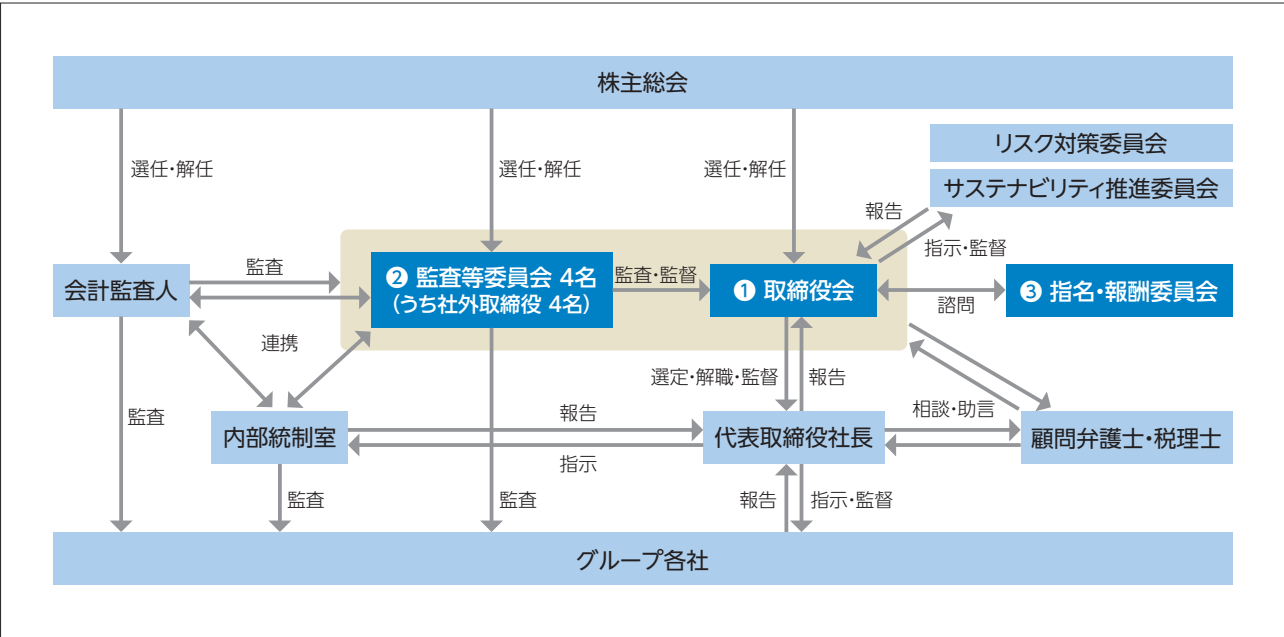 株主総会
選任・解任
選任・解任
選任・解任
リスク対策委員会
サステナビリティ推進委員会
報告
指示・監督
会計監査人
監査
❷ 監査等委員会 4名
(うち社外取締役 4名)
監査・監督
❶ 取締役会
諮問
❸ 指名・報酬委員会
連携
選定・解職・監督
報告
監査
内部統制室
報告
指示
代表取締役社長
相談・助言
顧問弁護士・税理士
監査
監査
報告
指示・監督
グループ各社